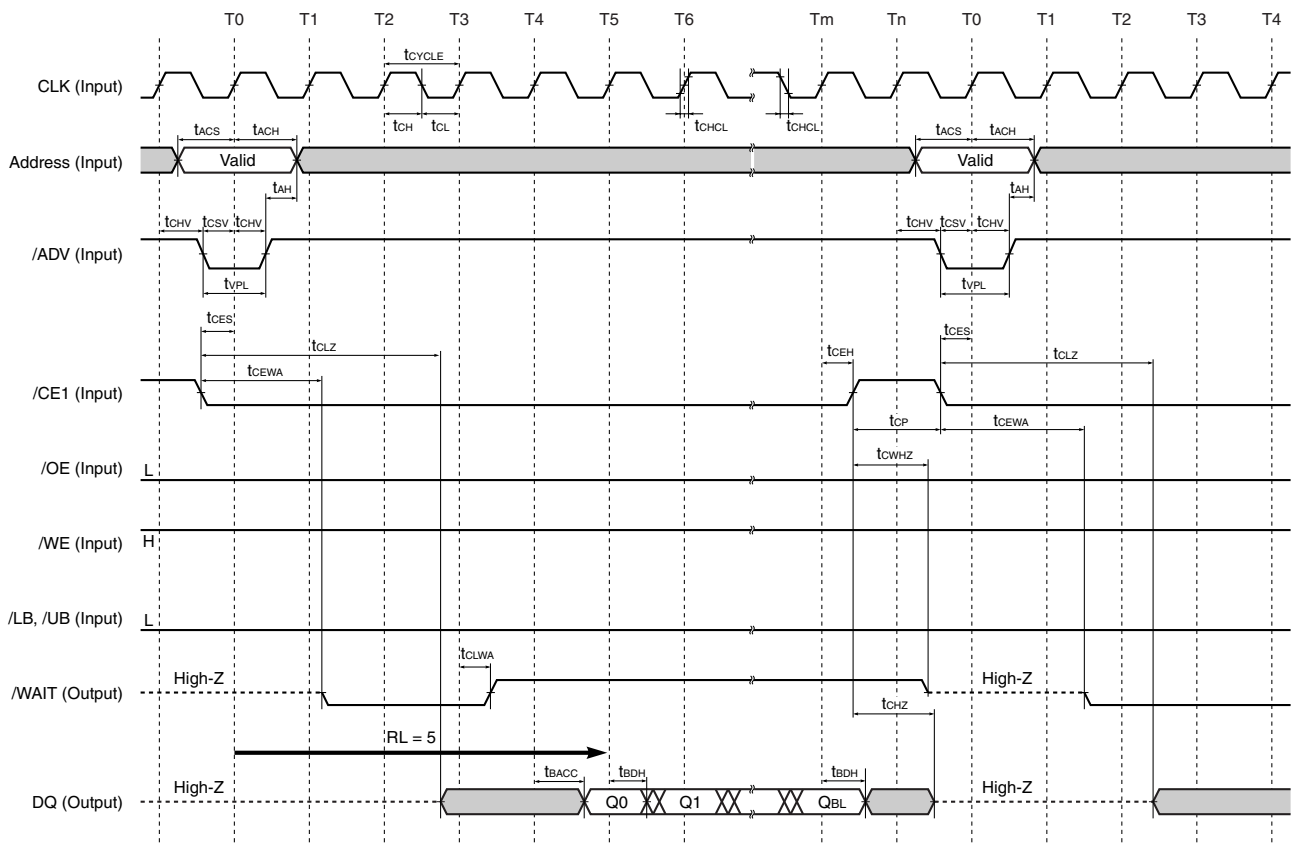 T0 T1 T2 T3 T4 T5 T6 Tm Tn T0 T1 T2 T3 T4
tCYCLE
CLK (Input)
tCH tCL tCHCL tCHCL
tACS tACH tACS tACH
Address (Input) Valid Valid
tAH tAH
tCHV tCSV tCHV tCHV tCSV tCHV
/ADV (Input)
tVPL tVPL
tCES tCES
tCLZ tCEH tCLZ
tCEWA
/CE1 (Input)
tCP tCEWA
tCWHZ
/OE (Input) L
/WE (Input) H
/LB, /UB (Input) L
tCLWA
High-Z High-Z
/WAIT (Output)
tCHZ
RL = 5
tBACC tBDH tBDH
High-Z High-Z
DQ (Output) Q0 Q1 QBL